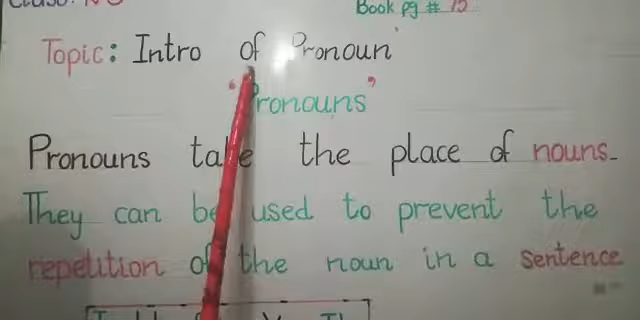 Book pg # 15
Topic: Intro of Pronoun
"Pronouns"
Pronouns take the place of nouns.
They can be used to prevent the
repetition of the noun in a sentence